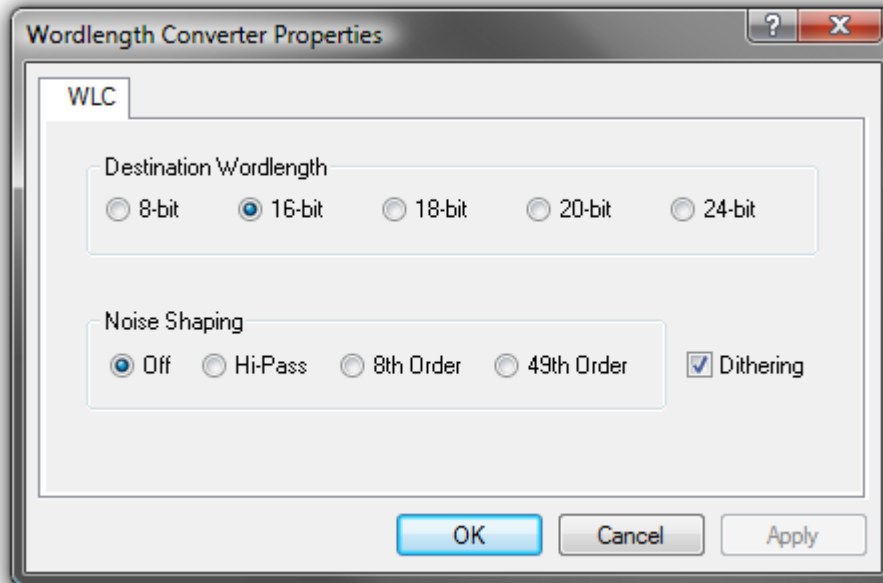 Wordlength Converter Properties
?
WLC
Destination Wordlength
8-bit 16-bit 18-bit 20-bit 24-bit
Noise Shaping
Off Hi-Pass 8th Order 49th Order Dithering
OK Cancel Apply